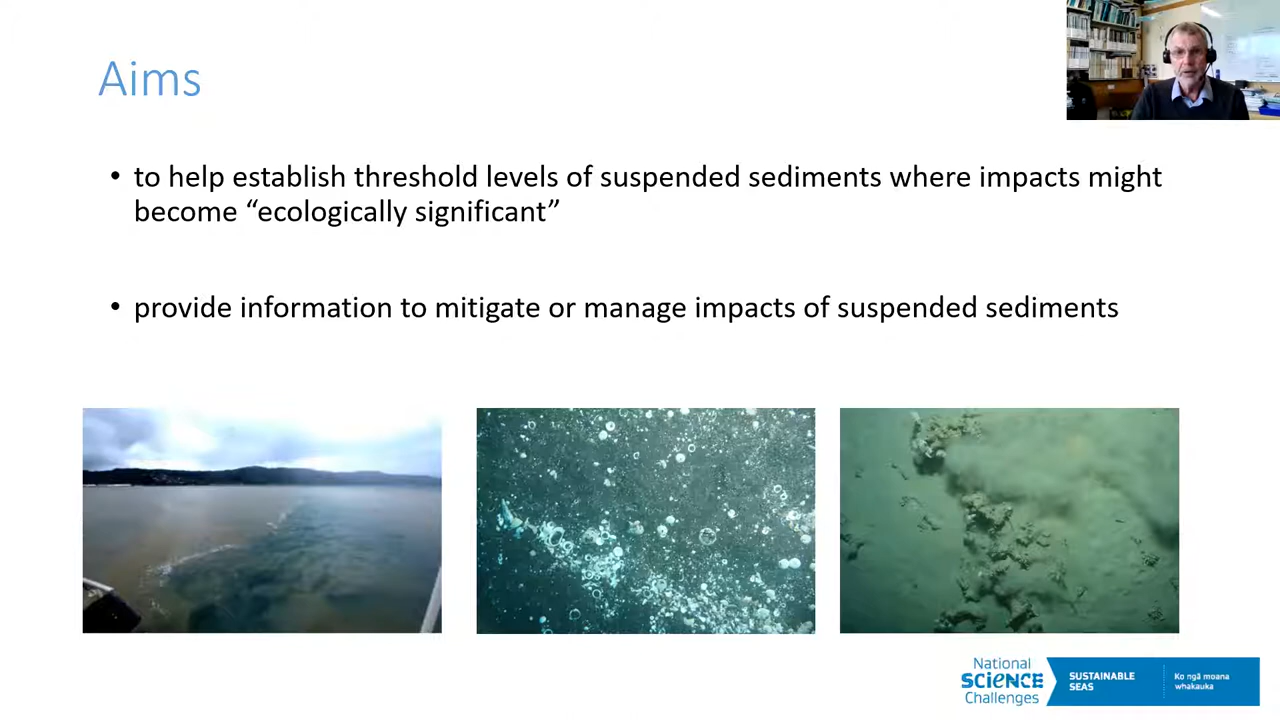 Aims
• to help establish threshold levels of suspended sediments where impacts might
become “ecologically significant”
• provide information to mitigate or manage impacts of suspended sediments
National
SCIENCE
Challenges
SUSTAINABLE
SEAS
Ko ngā moana
whakauka